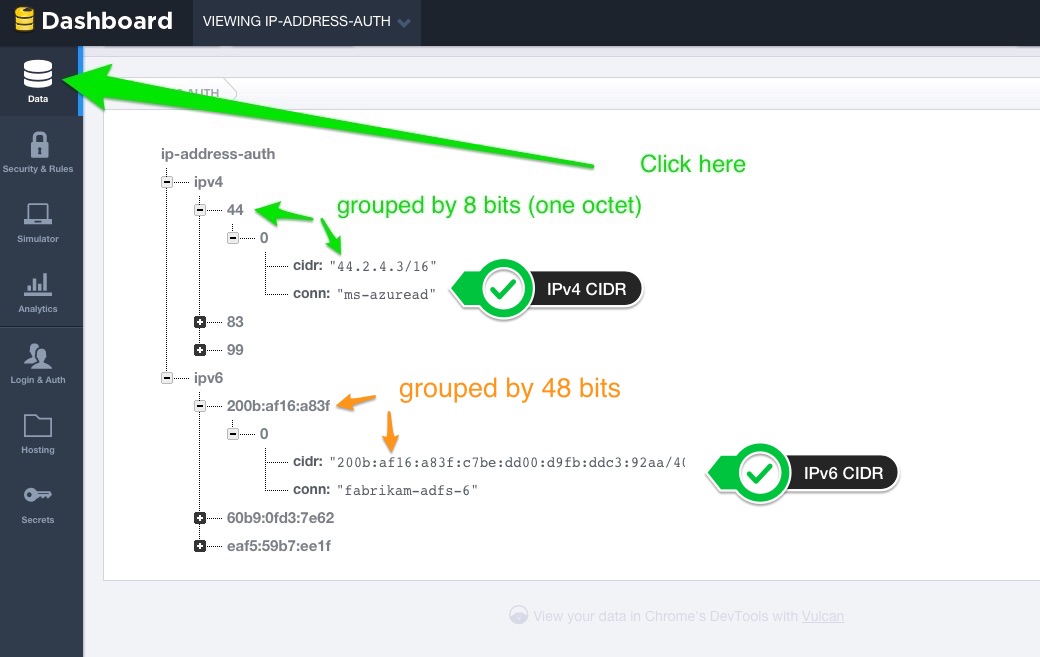 Dashboard
VIEWING IP-ADDRESS-AUTH
Data
AUTH
Click here
Security & Rules
ip-address-auth
ipv4
44
grouped by 8 bits (one octet)
Simulator
0
cidr: "44.2.4.3/16"
conn: "ms-azuread"
IPv4 CIDR
Analytics
83
99
Login & Auth
ipv6
200b:af16:a83f
grouped by 48 bits
0
Hosting
cidr: "200b:af16:a83f:c7be:dd00:d9fb:ddc3:92aa/40
conn: "fabrikam-adfs-6"
IPv6 CIDR
Secrets
60b9:0fd3:7e62
eaf5:59b7:ee1f
View your data in Chrome's DevTools with Vulcan